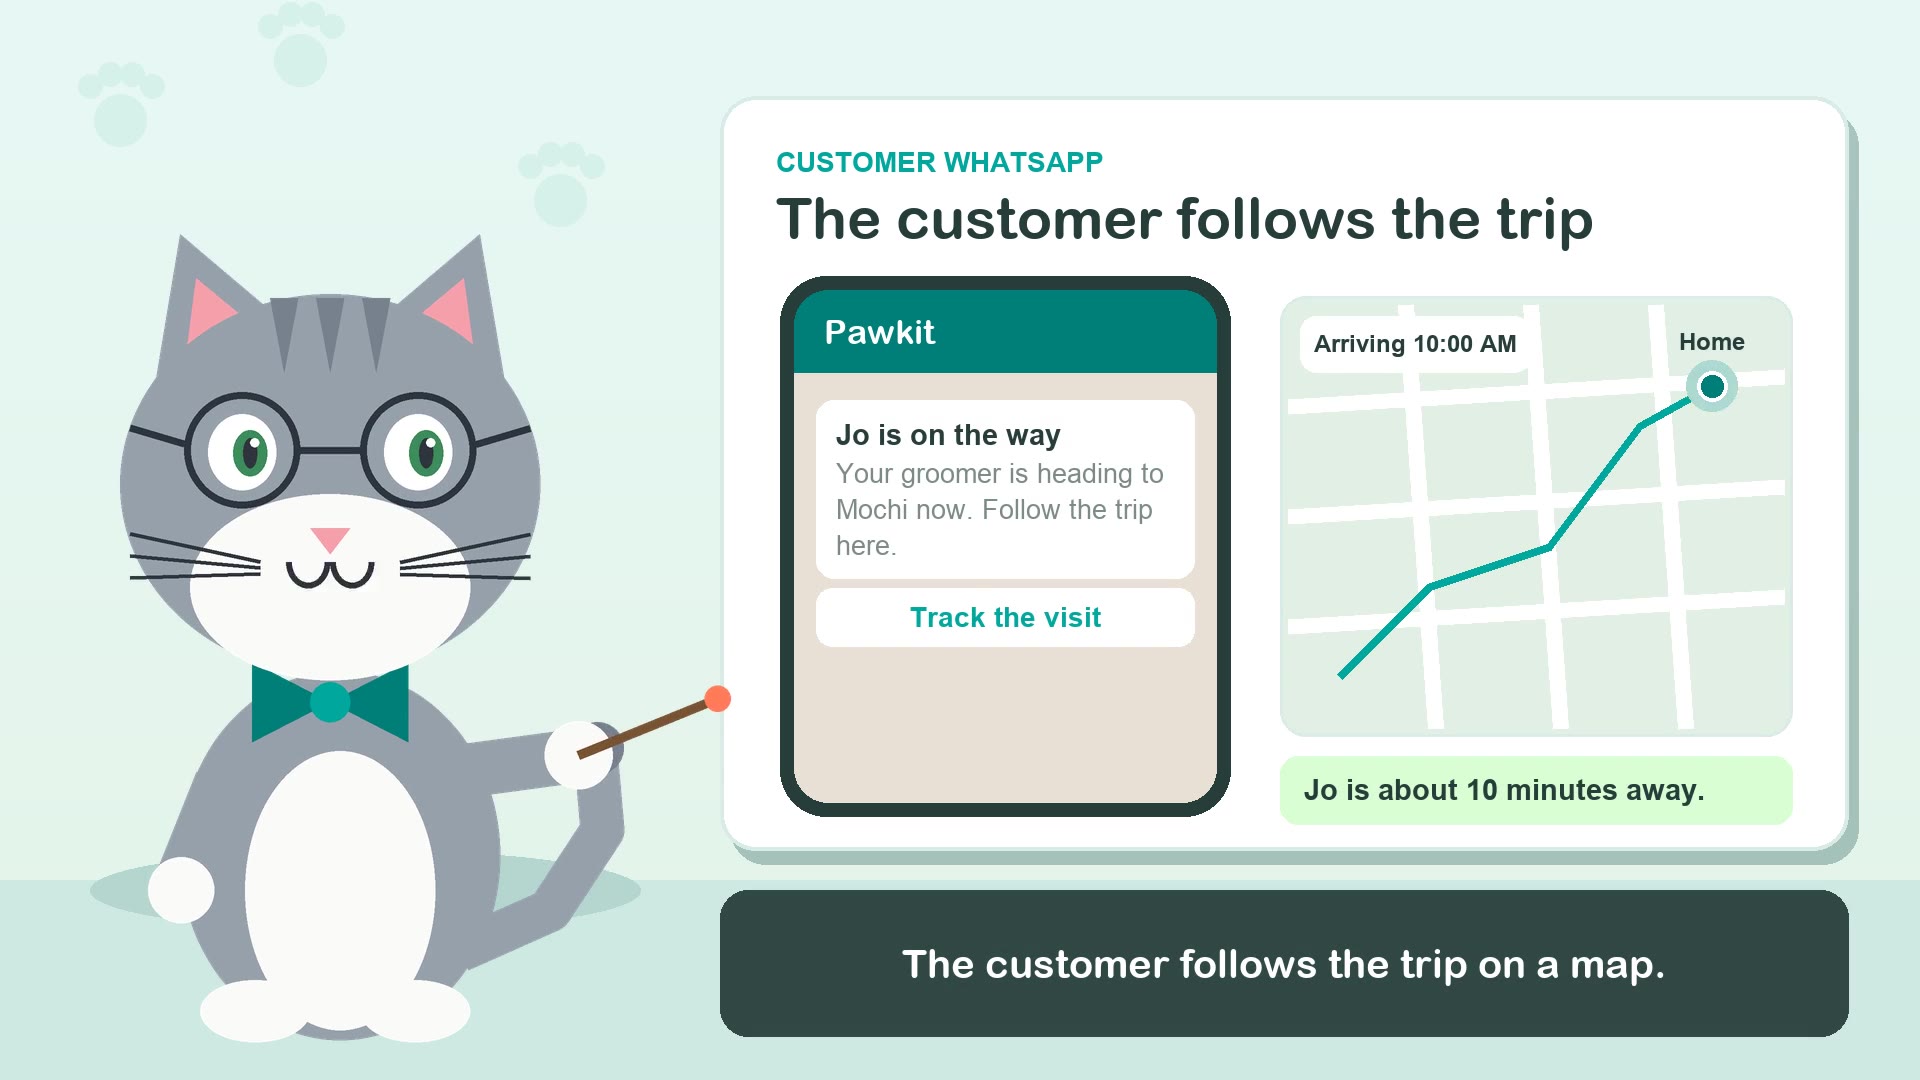 CUSTOMER WHATSAPP
The customer follows the trip
Pawkit
Jo is on the way
Your groomer is heading to
Mochi now. Follow the trip
here.
Track the visit
Arriving 10:00 AM
Home
Jo is about 10 minutes away.
The customer follows the trip on a map.